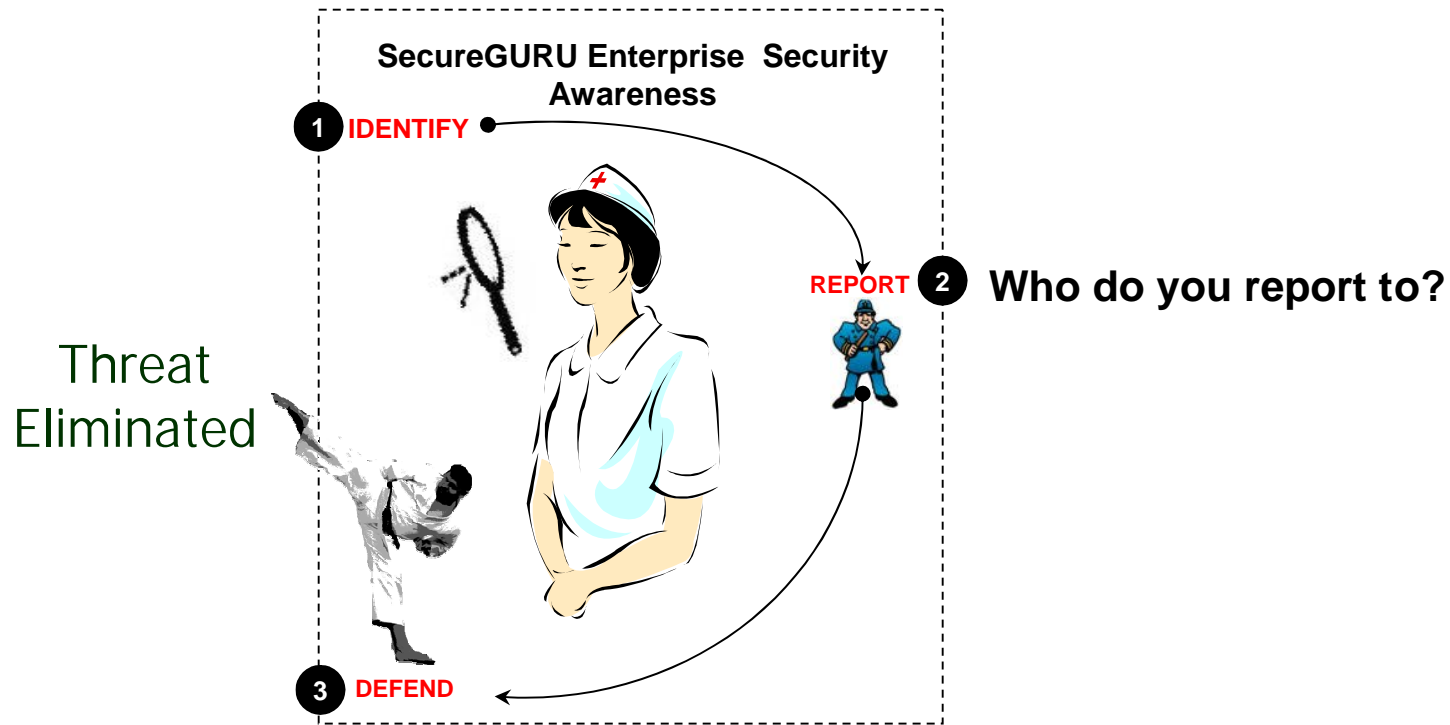 SecureGURU Enterprise Security
Awareness
1 IDENTIFY
REPORT 2 Who do you report to?
Threat
Eliminated
3 DEFEND